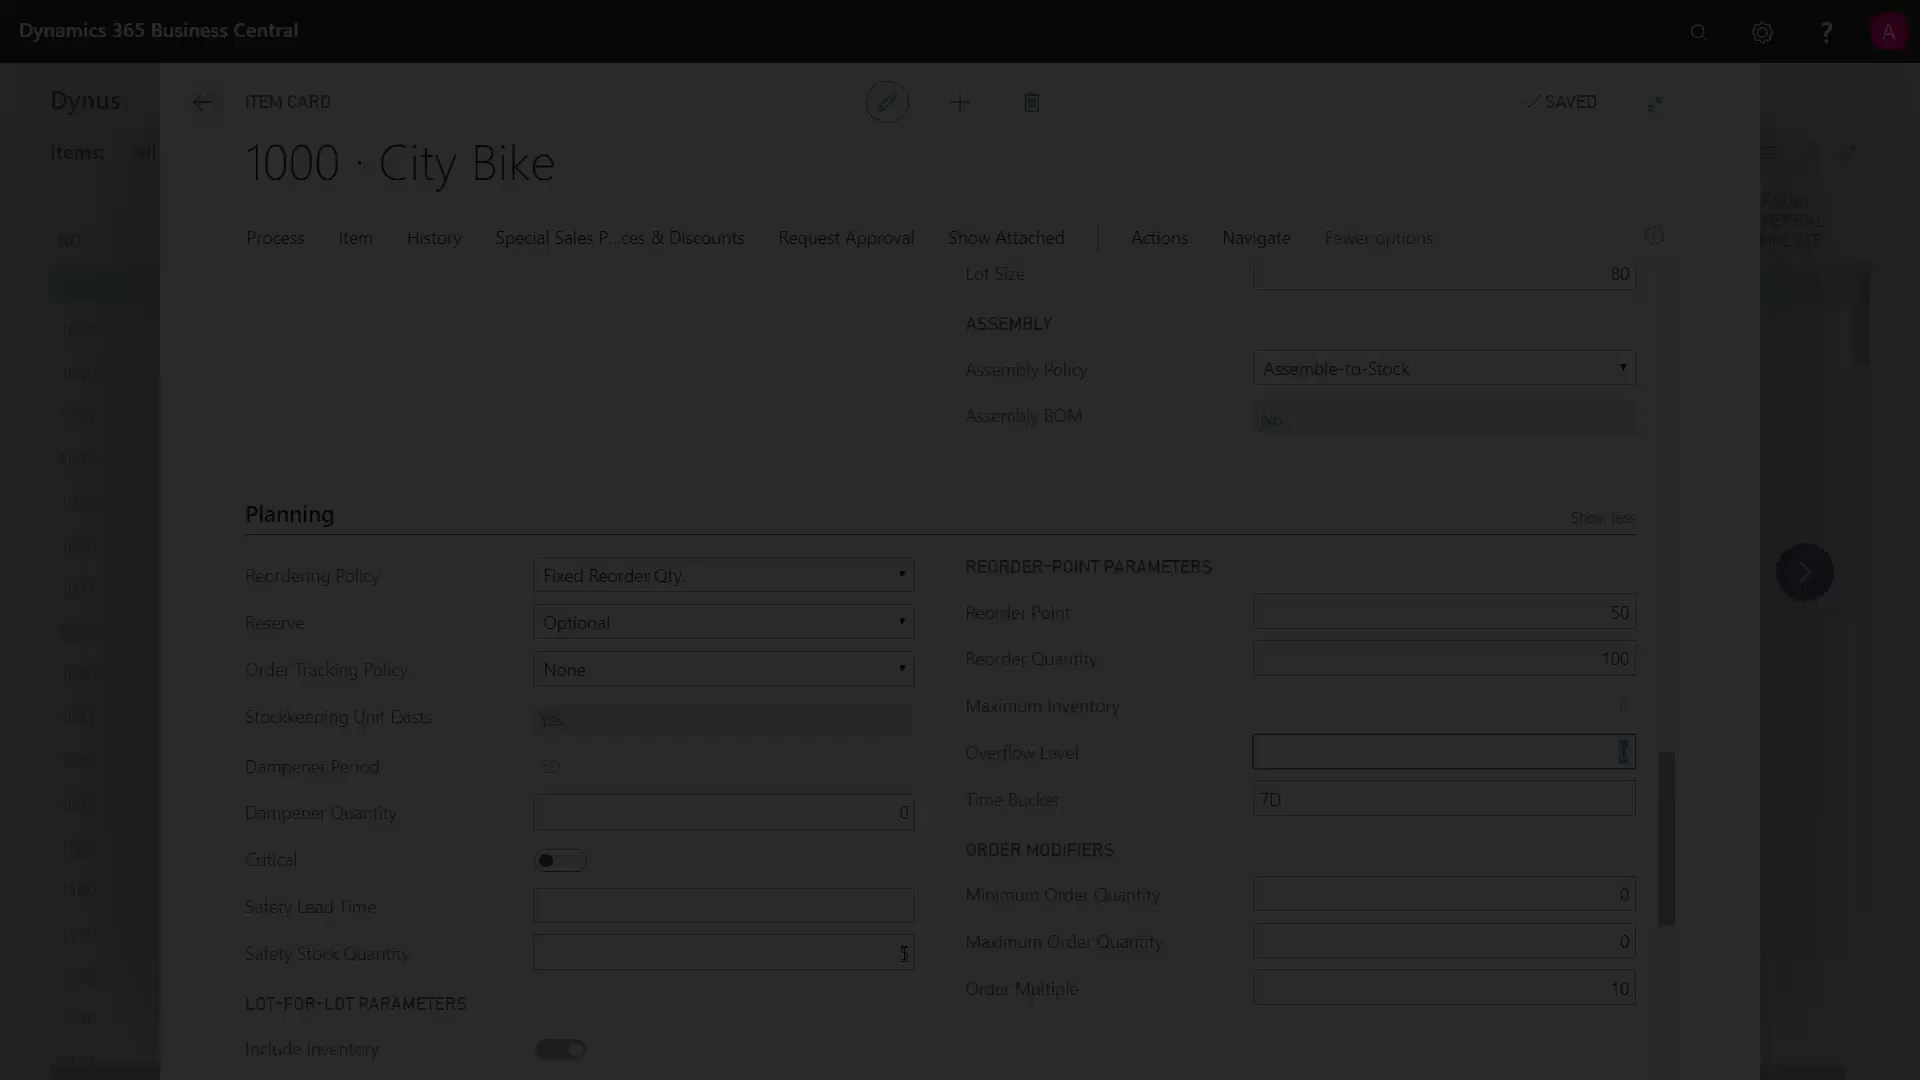 Dynamics 365 Business Central
?
A
Dynus
ITEM CARD
SAVED
Items:
1000 · City Bike
NO.
Process
Item
History
Special Sales P...ces & Discounts
Request Approval
Show Attached
Actions
Navigate
Fewer options
Lot Size
80
ASSEMBLY
Assembly Policy
Assemble-to-Stock
Assembly BOM
No
Planning
Show less
Reordering Policy
Fixed Reorder Qty.
Reserve
Optional
Order Tracking Policy
None
Stockkeeping Unit Exists
Yes
Dampener Period
5D
Dampener Quantity
0
Critical
Safety Lead Time
Safety Stock Quantity
LOT-FOR-LOT PARAMETERS
Include Inventory
REORDER-POINT PARAMETERS
Reorder Point
50
Reorder Quantity
100
Maximum Inventory
0
Overflow Level
Time Bucket
7D
ORDER MODIFIERS
Minimum Order Quantity
0
Maximum Order Quantity
0
Order Multiple
10